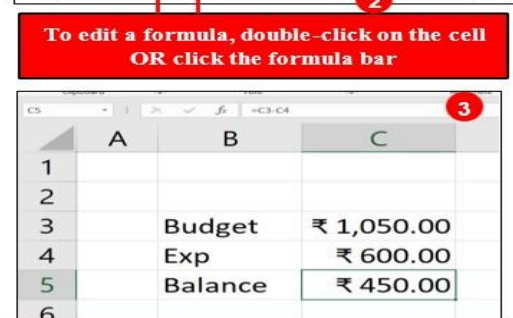 2
To edit a formula, double-click on the cell
OR click the formula bar
C5 fx =C3-C4 3
A B C
1
2
3 Budget ₹ 1,050.00
4 Exp ₹ 600.00
5 Balance ₹ 450.00
6